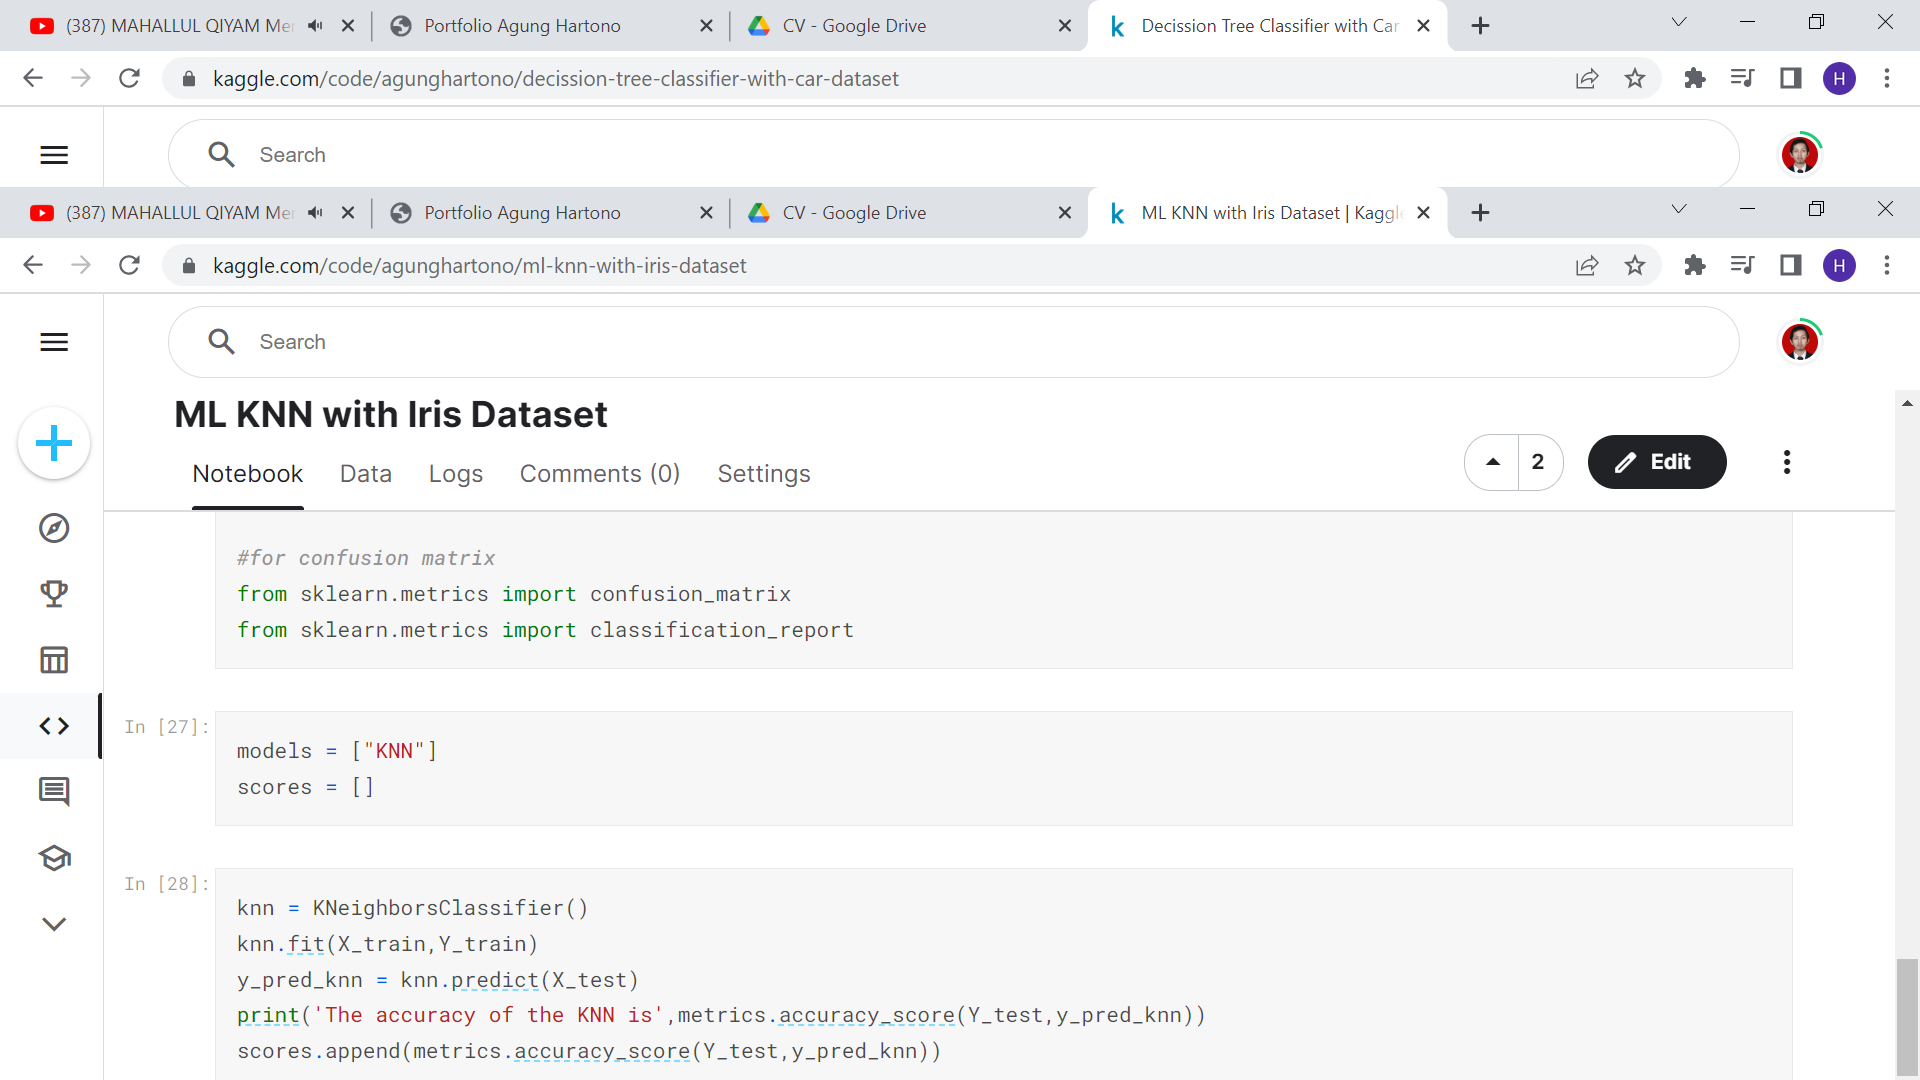 (387) MAHALLUL QIYAM Me
Portfolio Agung Hartono
CV - Google Drive
Decission Tree Classifier with Car
kaggle.com/code/agunghartono/decission-tree-classifier-with-car-dataset
H
Search
(387) MAHALLUL QIYAM Me
Portfolio Agung Hartono
CV - Google Drive
ML KNN with Iris Dataset | Kaggle
kaggle.com/code/agunghartono/ml-knn-with-iris-dataset
H
Search
ML KNN with Iris Dataset
Notebook Data Logs Comments (0) Settings
2
Edit
#for confusion matrix
from sklearn.metrics import confusion_matrix
from sklearn.metrics import classification_report
In [27]:
models = ["KNN"]
scores = []
In [28]:
knn = KNeighborsClassifier()
knn.fit(X_train,Y_train)
y_pred_knn = knn.predict(X_test)
print('The accuracy of the KNN is',metrics.accuracy_score(Y_test,y_pred_knn))
scores.append(metrics.accuracy_score(Y_test,y_pred_knn))